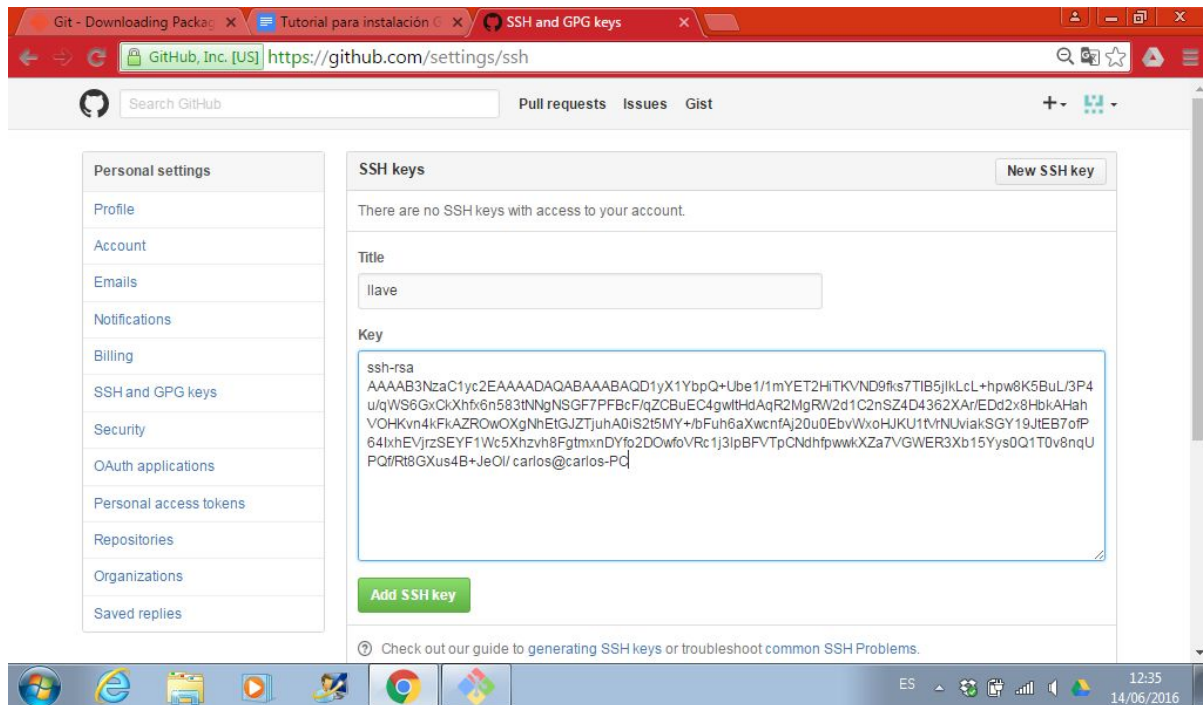 Git - Downloading Packag
Tutorial para instalación G
SSH and GPG keys
GitHub, Inc. [US] https://github.com/settings/ssh
Search GitHub
Pull requests Issues Gist
Personal settings
Profile
Account
Emails
Notifications
Billing
SSH and GPG keys
Security
OAuth applications
Personal access tokens
Repositories
Organizations
Saved replies
SSH keys
New SSH key
There are no SSH keys with access to your account.
Title
llave
Key
ssh-rsa
AAAAB3NzaC1yc2EAAAADAQABAAABAQD1yX1YbpQ+Ube1/1mYET2HiTKVND9fks7TIB5jlkLcL+hpw8K5BuL/3P4
u/qWS6GxCkXhfx6n583tNNgNSGF7PFBcF/qZCBuEC4gwltHdAqR2MgRW2d1C2nSZ4D4362XAr/EDd2x8HbkAHah
VOHKvn4kFkAZROwOXgNhEtGJZTjuhA0iS2t5MY+/bFuh6aXwcnfAj20u0EbvWxoHJKU1tVrNUviakSGY19JtEB7ofP
64IxhEVjrzSEYF1Wc5Xhzvh8FgtmxnDYfo2DOwfoVRc1j3lpBFVTpCNdhfpwwkXZa7VGWER3Xb15Yys0Q1T0v8nqU
PQf/Rt8GXus4B+JeOl/ carlos@carlos-PC
Add SSH key
Check out our guide to generating SSH keys or troubleshoot common SSH Problems.
ES
12:35
14/06/2016